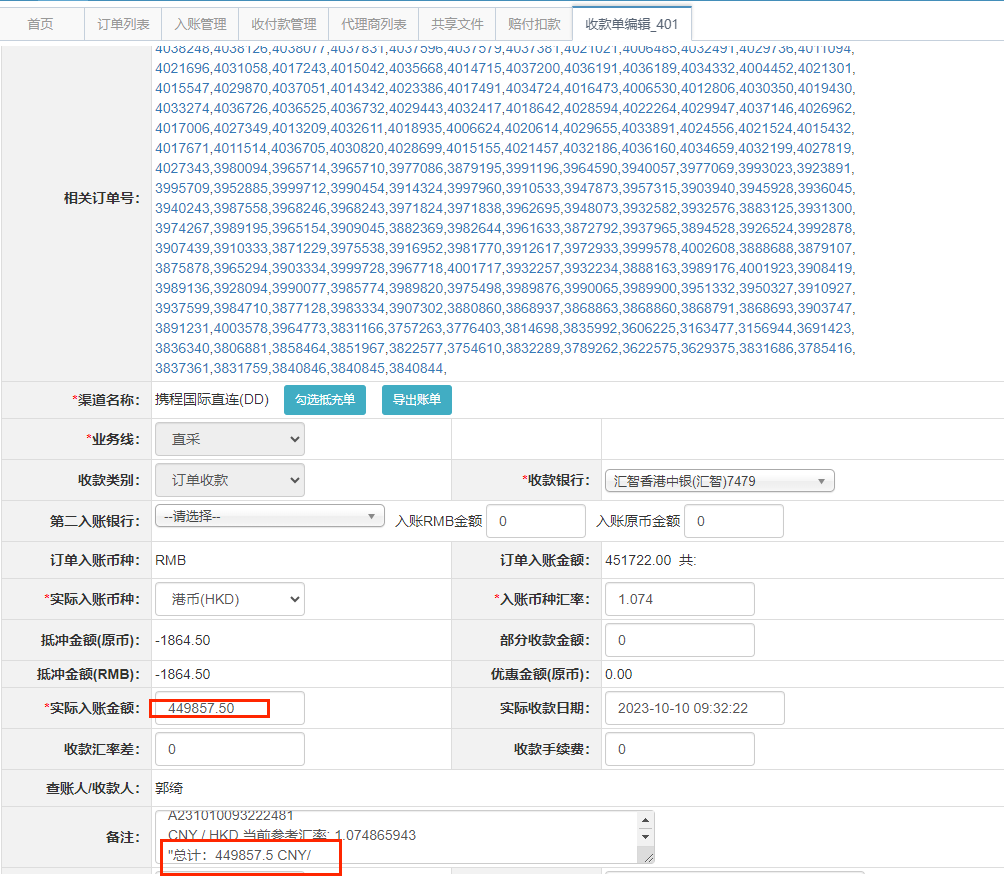 首页 订单列表 入账管理 收付款管理 代理商列表 共享文件 赔付扣款 收款单编辑_401
4038248,4038126,4038077,4037831,4037596,4037579,4037381,4021021,4006485,4032491,4029736,4011094,
4021696,4031058,4017243,4015042,4035668,4014715,4037200,4036191,4036189,4034332,4004452,4021301,
4015547,4029870,4037051,4014342,4023386,4017491,4034724,4016473,4006530,4012806,4030350,4019430,
4033274,4036726,4036525,4036732,4029443,4032417,4018642,4028594,4022264,4029947,4037146,4026962,
4017006,4027349,4013209,4032611,4018935,4006624,4020614,4029655,4033891,4024556,4021524,4015432,
4017671,4011514,4036705,4030820,4028699,4015155,4021457,4032186,4036160,4034659,4032199,4027819,
4027343,3980094,3965714,3965710,3977086,3879195,3991196,3964590,3940057,3977069,3993023,3923891,
相关订单号: 3995709,3952885,3999712,3990454,3914324,3997960,3910533,3947873,3957315,3903940,3945928,3936045,
3940243,3987558,3968246,3968243,3971824,3971838,3962695,3948073,3932582,3932576,3883125,3931300,
3974267,3989195,3965154,3909045,3882369,3982644,3961633,3872792,3937965,3894528,3926524,3992878,
3907439,3910333,3871229,3975538,3916952,3981770,3912617,3972933,3999578,4002608,3888688,3879107,
3875878,3965294,3903334,3999728,3967718,4001717,3932257,3932234,3888163,3989176,4001923,3908419,
3989136,3928094,3990077,3985774,3989820,3975498,3989876,3990065,3989900,3951332,3950327,3910927,
3937599,3984710,3877128,3983334,3907302,3880860,3868937,3868863,3868860,3868791,3868693,3903747,
3891231,4003578,3964773,3831166,3757263,3776403,3814698,3835992,3606225,3163477,3156944,3691423,
3836340,3806881,3858464,3851967,3822577,3754610,3832289,3789262,3622575,3629375,3831686,3785416,
3837361,3831759,3840846,3840845,3840844,
*渠道名称: 携程国际直连(DD) 勾选抵充单 导出账单
*业务线: 直采
收款类别: 订单收款 *收款银行: 汇智香港中银(汇智)7479
第二入账银行: --请选择-- 入账RMB金额 0 入账原币金额 0
订单入账币种: RMB 订单入账金额: 451722.00 共:
*实际入账币种: 港币(HKD) *入账币种汇率: 1.074
抵冲金额(原币): -1864.50 部分收款金额: 0
抵冲金额(RMB): -1864.50 优惠金额(原币): 0.00
*实际入账金额: 449857.50 实际收款日期: 2023-10-10 09:32:22
收款汇率差: 0 收款手续费: 0
查账人/收款人: 郭绮
A231010093222481
备注: CNY / HKD 当前参考汇率: 1.074865943
"总计：449857.5 CNY/